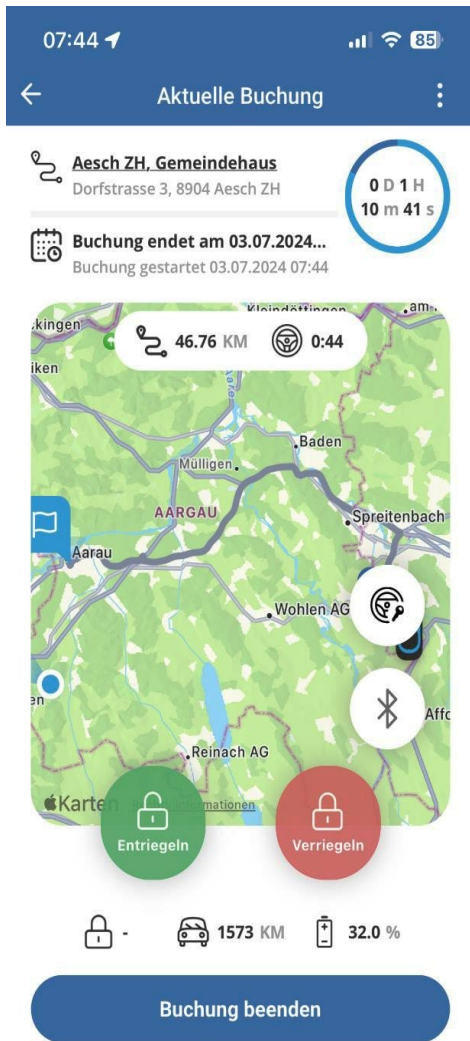 07:44
85
Aktuelle Buchung
Aesch ZH, Gemeindehaus
Dorfstrasse 3, 8904 Aesch ZH
0 D 1 H
10 m 41 s
Buchung endet am 03.07.2024...
Buchung gestartet 03.07.2024 07:44
46.76 KM
0:44
Baden
Mülligen
AARGAU
Spreitenbach
Aarau
Wohlen AG
Affo
Reinach AG
Karten
Entriegeln
Verriegeln
-
1573 KM
32.0 %
Buchung beenden